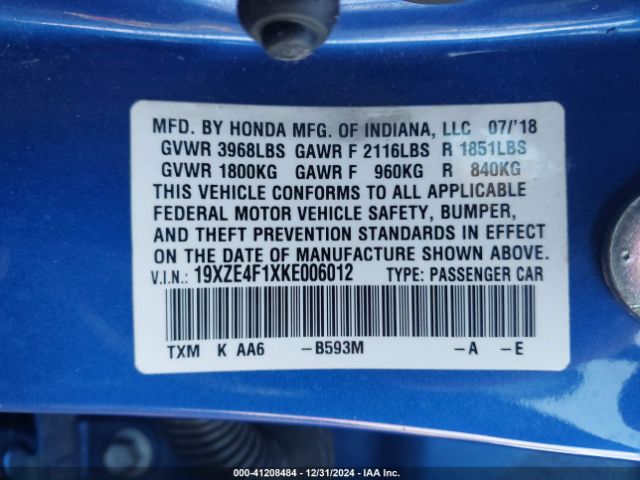 MFD. BY HONDA MFG. OF INDIANA, LLC 07/'18
GVWR 3968LBS GAWR F 2116LBS R 1851LBS
GVWR 1800KG GAWR F 960KG R 840KG
THIS VEHICLE CONFORMS TO ALL APPLICABLE
FEDERAL MOTOR VEHICLE SAFETY, BUMPER,
AND THEFT PREVENTION STANDARDS IN EFFECT
ON THE DATE OF MANUFACTURE SHOWN ABOVE.
V.I.N.: 19XZE4F1XKE006012 TYPE: PASSENGER CAR
TXM K AA6 -B593M -A -E
000-41208484 - 12/31/2024 - IAA Inc.